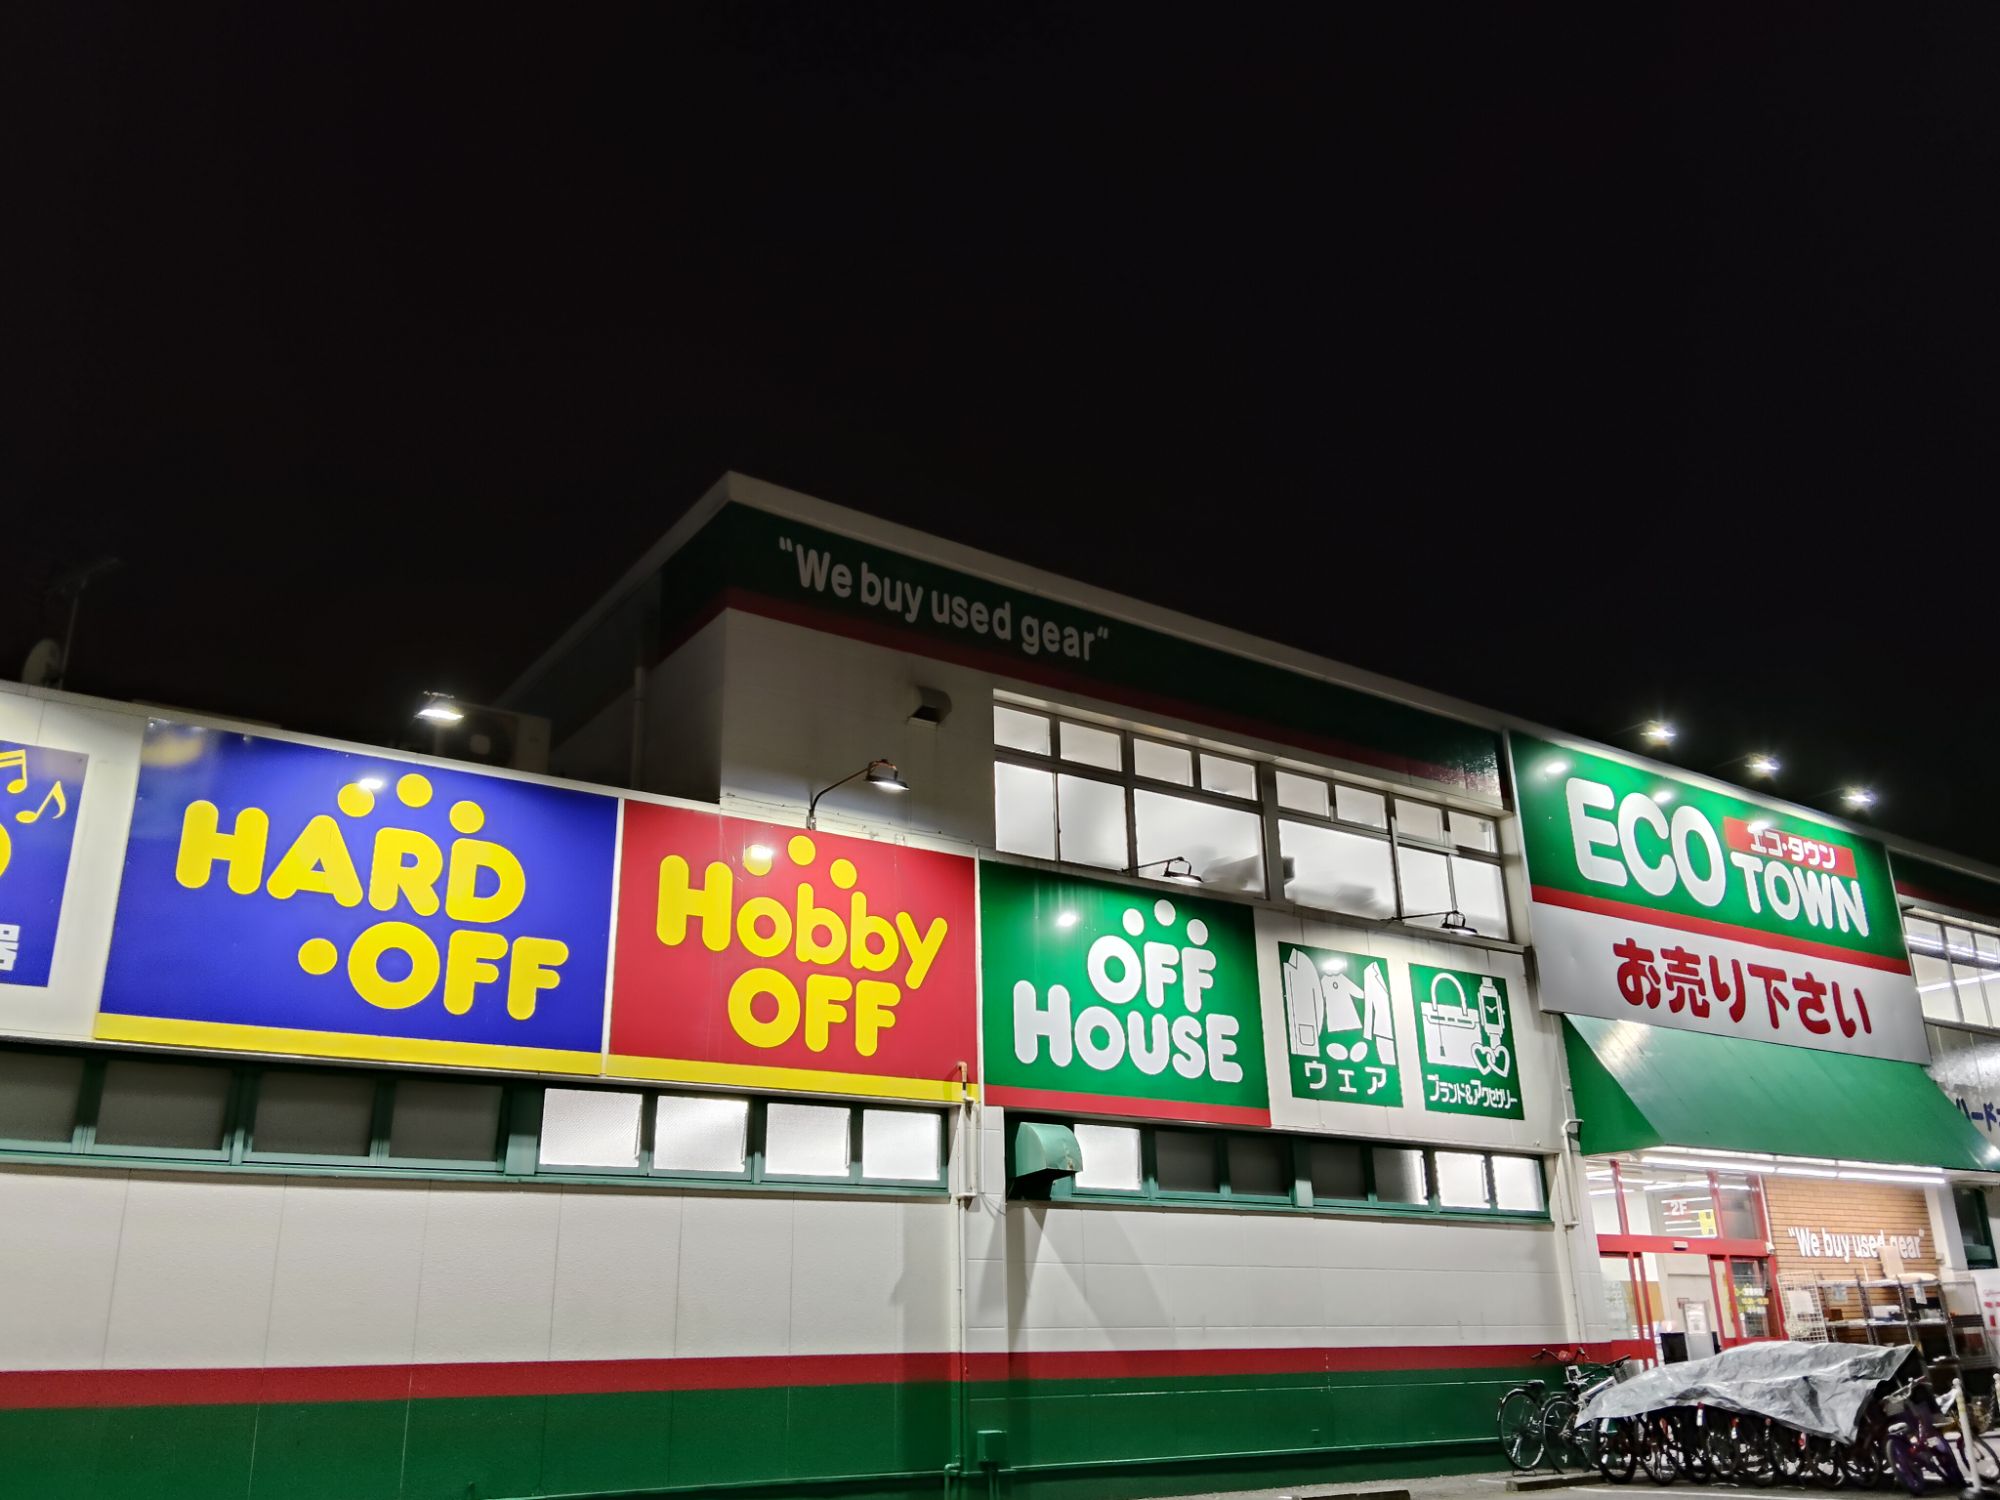 "We buy used gear"
器
HARD
OFF
Hobby
OFF
OFF
HOUSE
ウェア
ブランド&アクセサリー
ECO
エコ・タウン
TOWN
お売り下さい
2F
"We buy used gear"